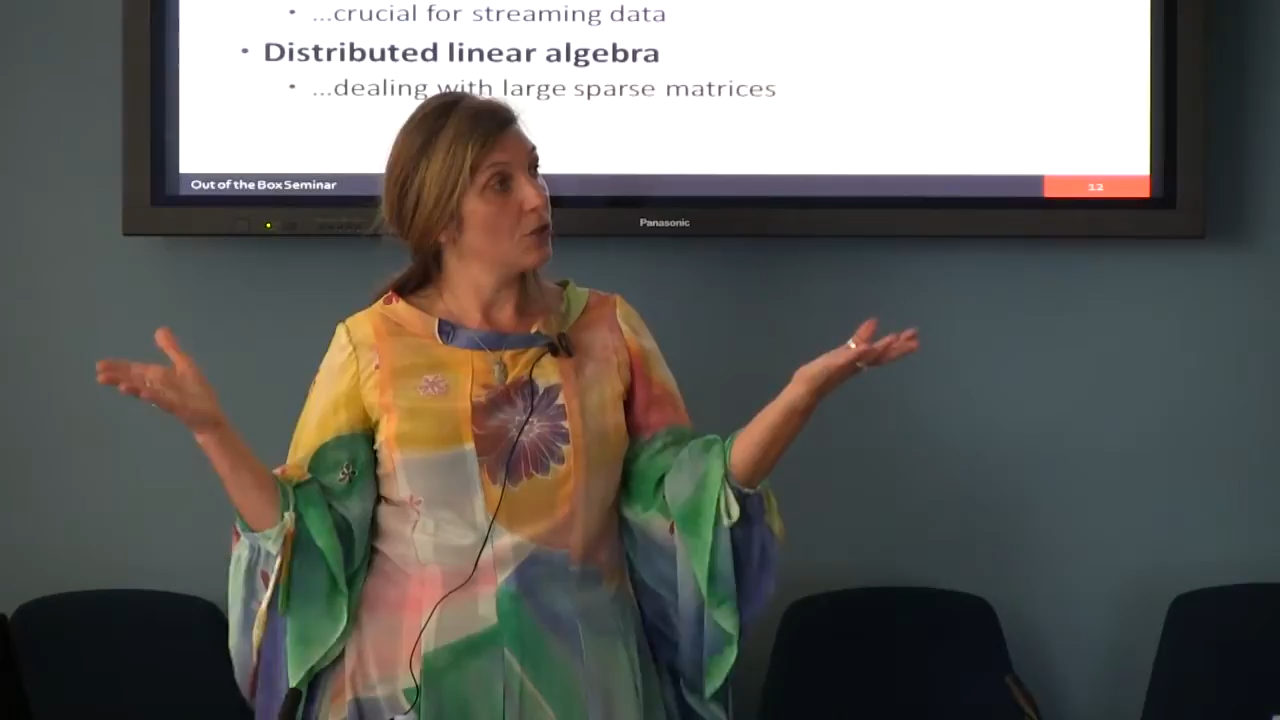 • ...crucial for streaming data
• Distributed linear algebra
• ...dealing with large sparse matrices
Out of the Box Seminar
12
Panasonic